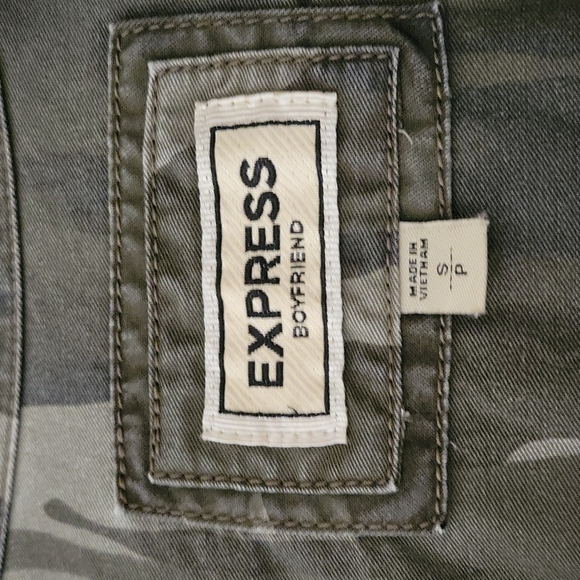 EXPRESS
BOYFRIEND
MADE IN
VIETNAM
S
P